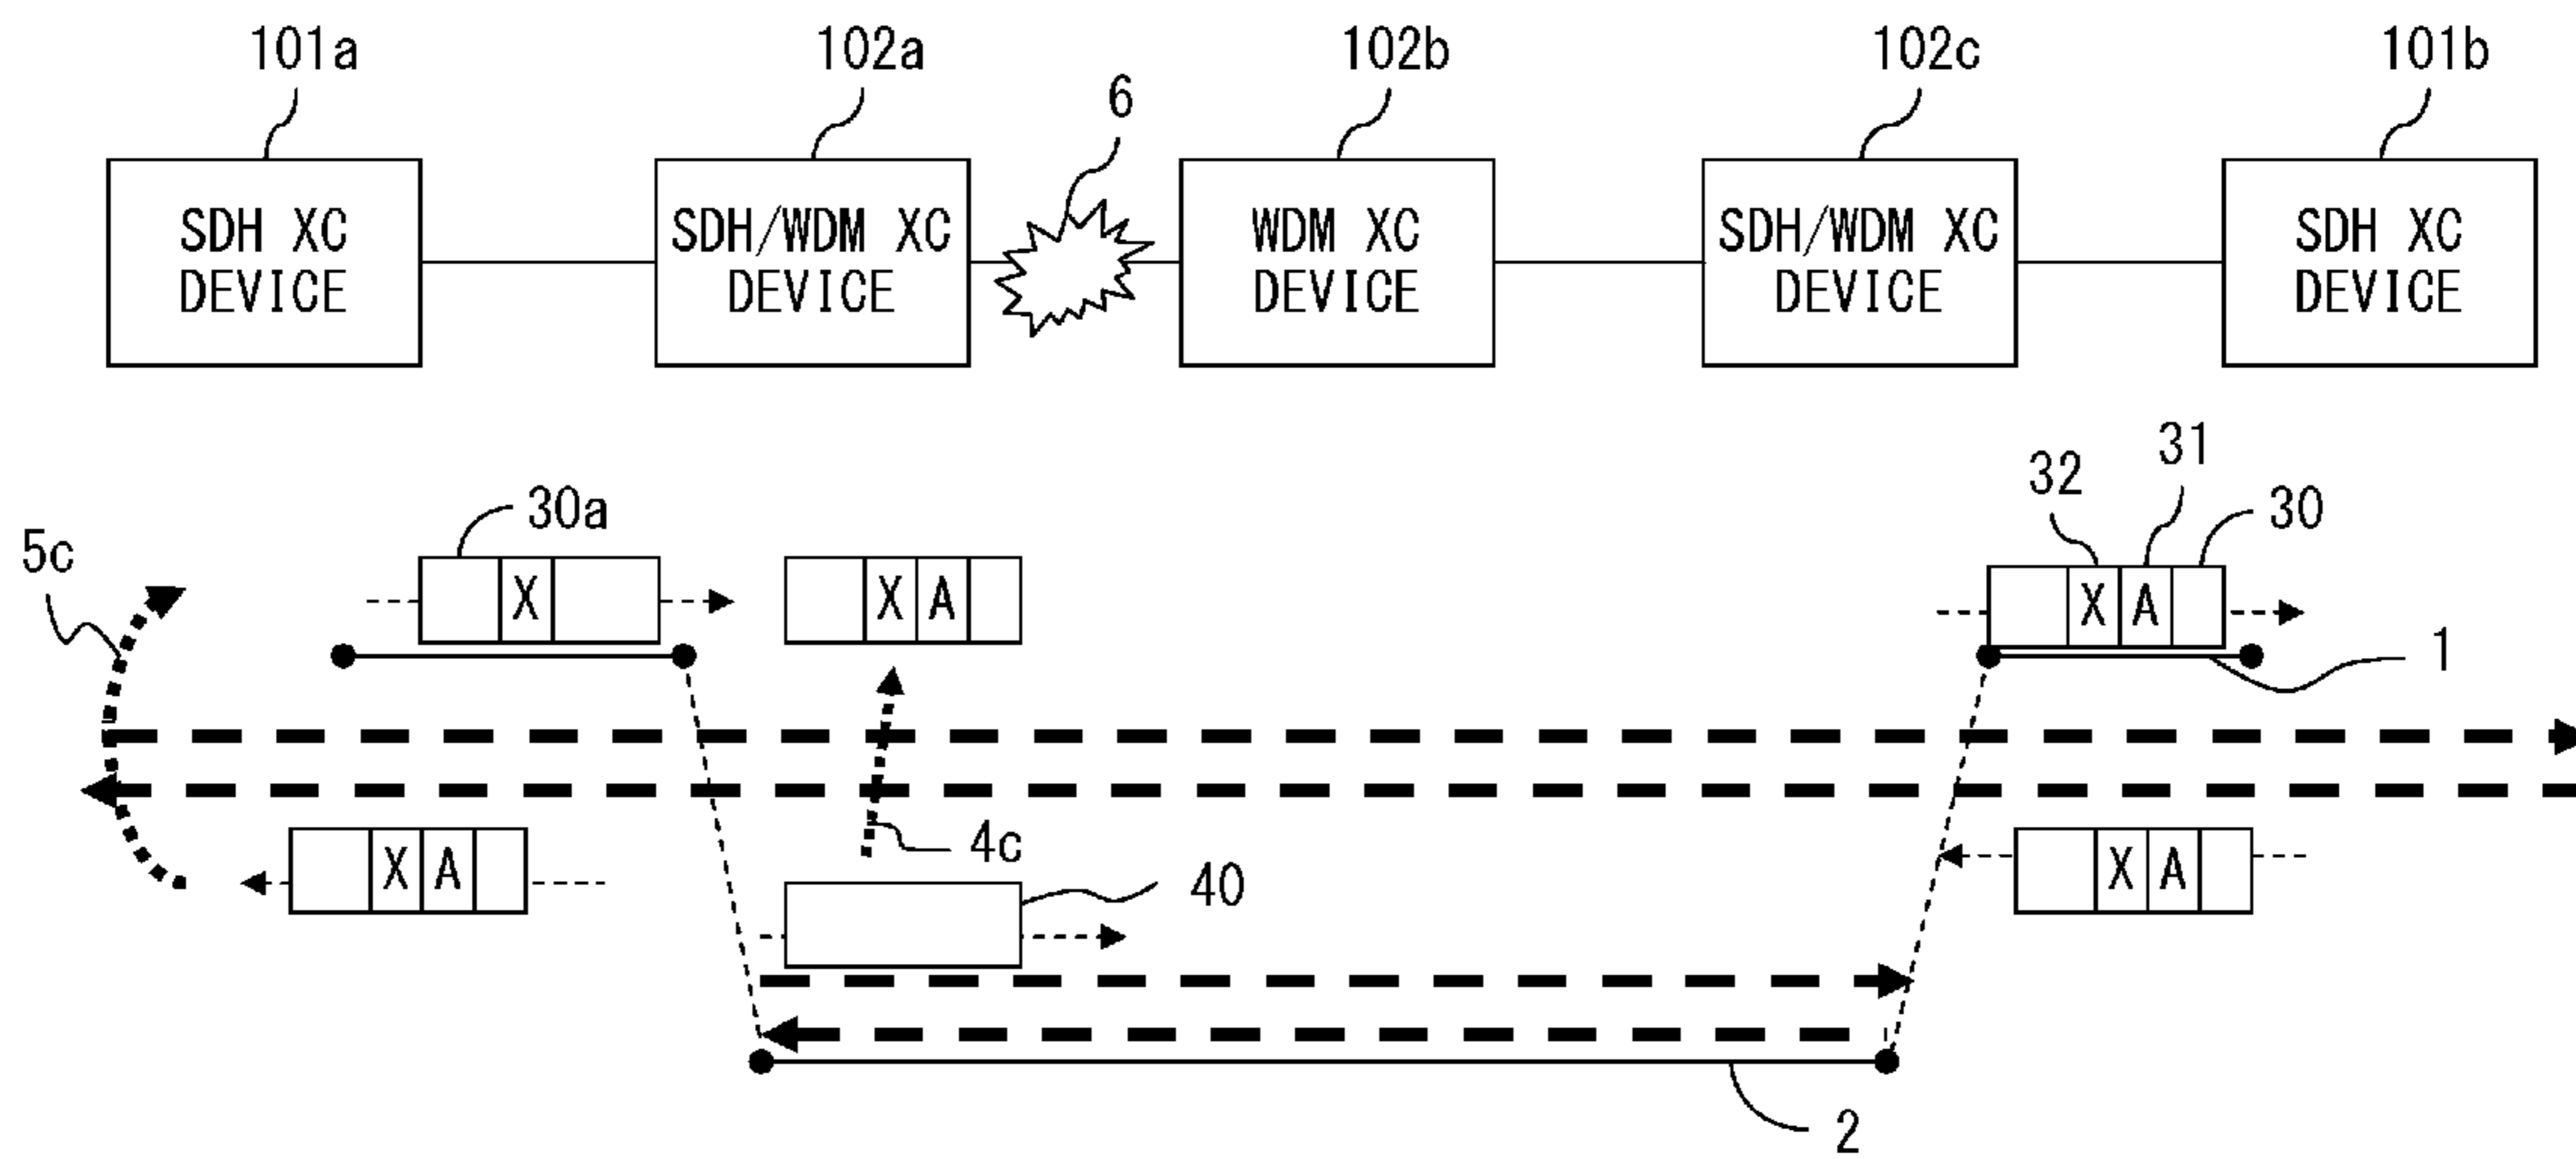 101a
102a
102b
102c
101b
6
SDH XC
DEVICE
SDH/WDM XC
DEVICE
WDM XC
DEVICE
SDH/WDM XC
DEVICE
SDH XC
DEVICE
5c
30a
X
X A
32
31
30
X A
1
X A
4c
40
X A
2